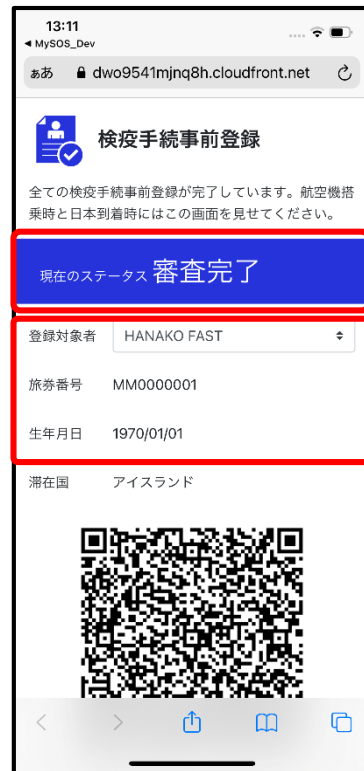 13:11
◀ MySOS_Dev
ぁあ dwo9541mjnq8h.cloudfront.net
検疫手続事前登録
全ての検疫手続事前登録が完了しています。航空機搭
乗時と日本到着時にはこの画面を見せてください。
現在のステータス 審査完了
登録対象者 HANAKO FAST
旅券番号 MM0000001
生年月日 1970/01/01
滞在国 アイスランド